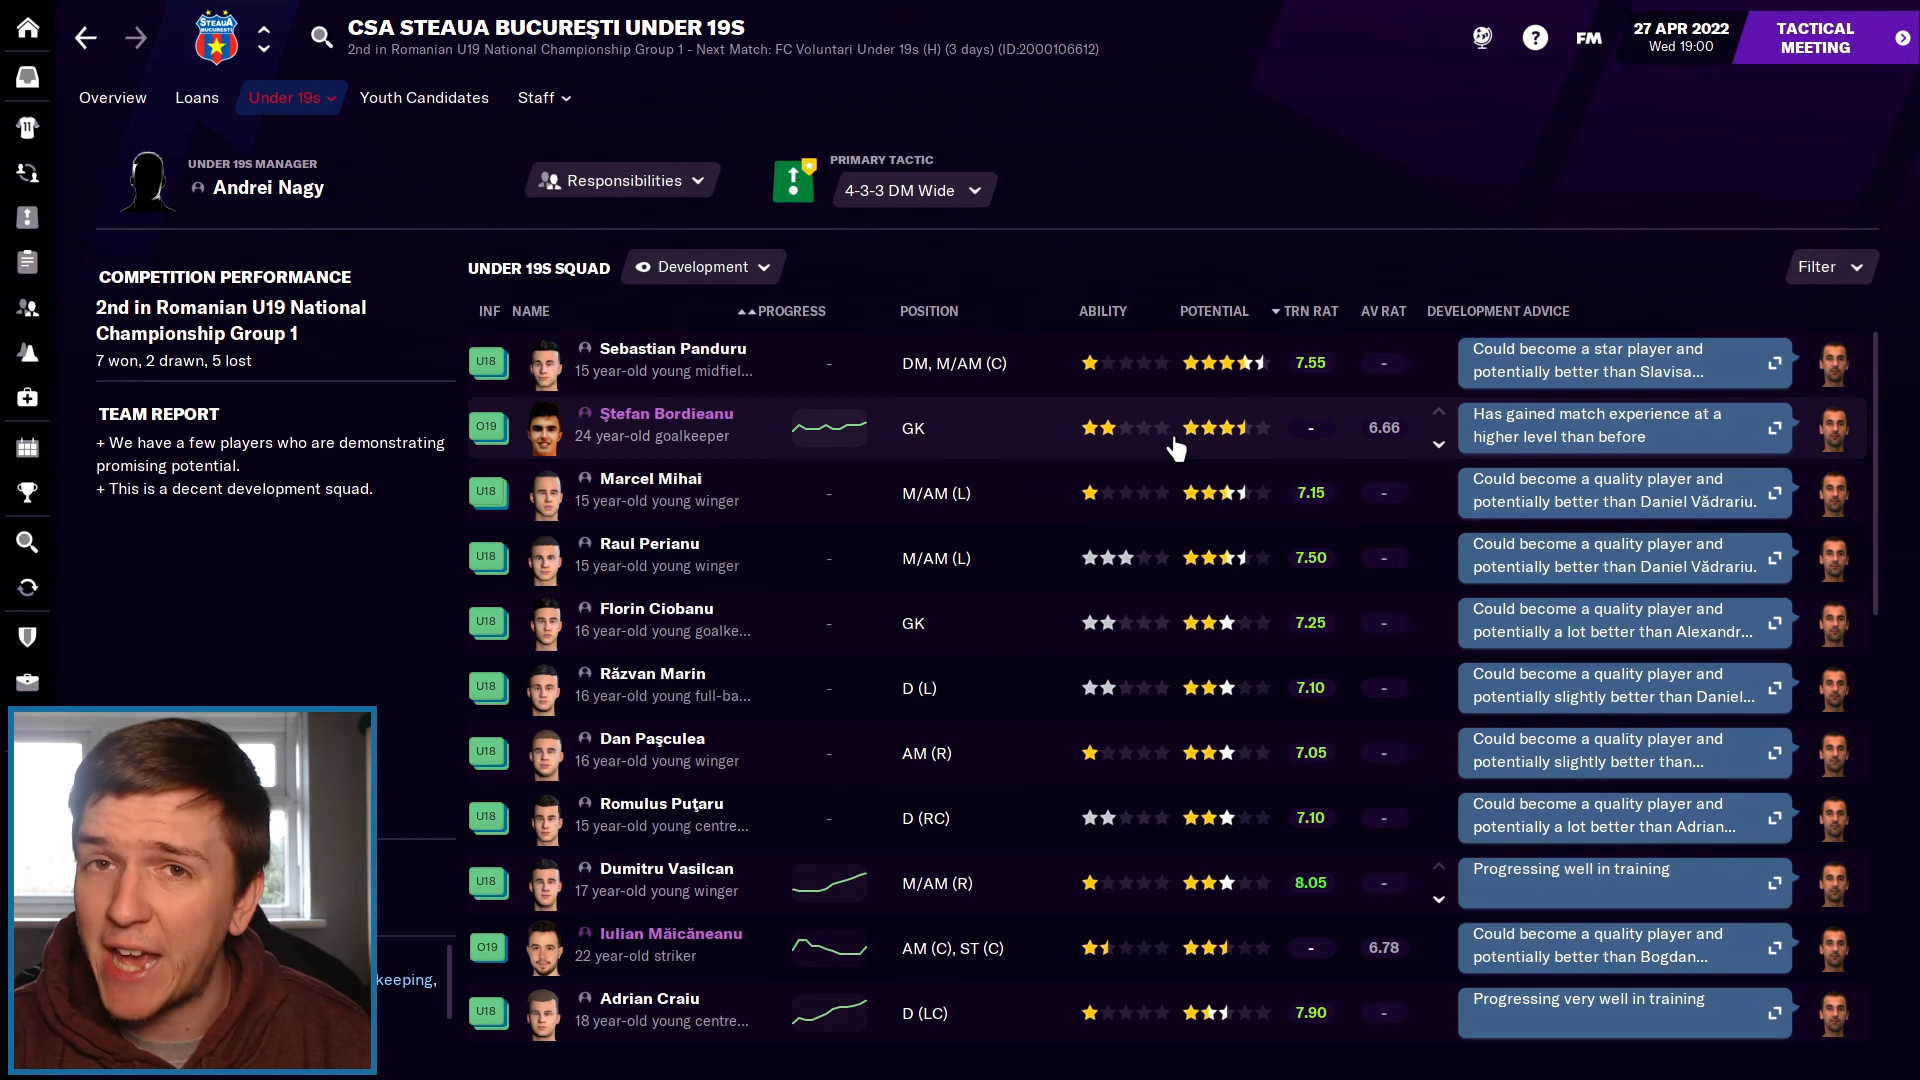 CSA STEAUA BUCUREŞTI UNDER 19S
2nd in Romanian U19 National Championship Group 1 - Next Match: FC Voluntari Under 19s (H) (3 days) (ID:2000106612)
STEAUA
BUCUREŞTI
FM
27 APR 2022
Wed 19:00
TACTICAL
MEETING
Overview
Loans
Under 19s
Youth Candidates
Staff
11
UNDER 19S MANAGER
Andrei Nagy
Responsibilities
PRIMARY TACTIC
4-3-3 DM Wide
COMPETITION PERFORMANCE
2nd in Romanian U19 National
Championship Group 1
7 won, 2 drawn, 5 lost
TEAM REPORT
+ We have a few players who are demonstrating
promising potential.
+ This is a decent development squad.
keeping,
UNDER 19S SQUAD
Development
Filter
INF NAME PROGRESS POSITION ABILITY POTENTIAL TRN RAT AV RAT DEVELOPMENT ADVICE
U18 Sebastian Panduru
15 year-old young midfiel...
- DM, M/AM (C) 7.55 -
Could become a star player and
potentially better than Slavisa...
O19 Ştefan Bordieanu
24 year-old goalkeeper
GK - 6.66
Has gained match experience at a
higher level than before
U18 Marcel Mihai
15 year-old young winger
- M/AM (L) 7.15 -
Could become a quality player and
potentially better than Daniel Vădrariu.
U18 Raul Perianu
15 year-old young winger
- M/AM (L) 7.50 -
Could become a quality player and
potentially better than Daniel Vădrariu.
U18 Florin Ciobanu
16 year-old young goalke...
- GK 7.25 -
Could become a quality player and
potentially a lot better than Alexandr...
U18 Răzvan Marin
16 year-old young full-ba...
- D (L) 7.10 -
Could become a quality player and
potentially slightly better than Daniel...
U18 Dan Paşculea
16 year-old young winger
- AM (R) 7.05 -
Could become a quality player and
potentially slightly better than...
U18 Romulus Puţaru
15 year-old young centre...
- D (RC) 7.10 -
Could become a quality player and
potentially a lot better than Adrian...
U18 Dumitru Vasilcan
17 year-old young winger
M/AM (R) 8.05 -
Progressing well in training
O19 Iulian Măicăneanu
22 year-old striker
AM (C), ST (C) - 6.78
Could become a quality player and
potentially better than Bogdan...
U18 Adrian Craiu
18 year-old young centre...
D (LC) 7.90 -
Progressing very well in training